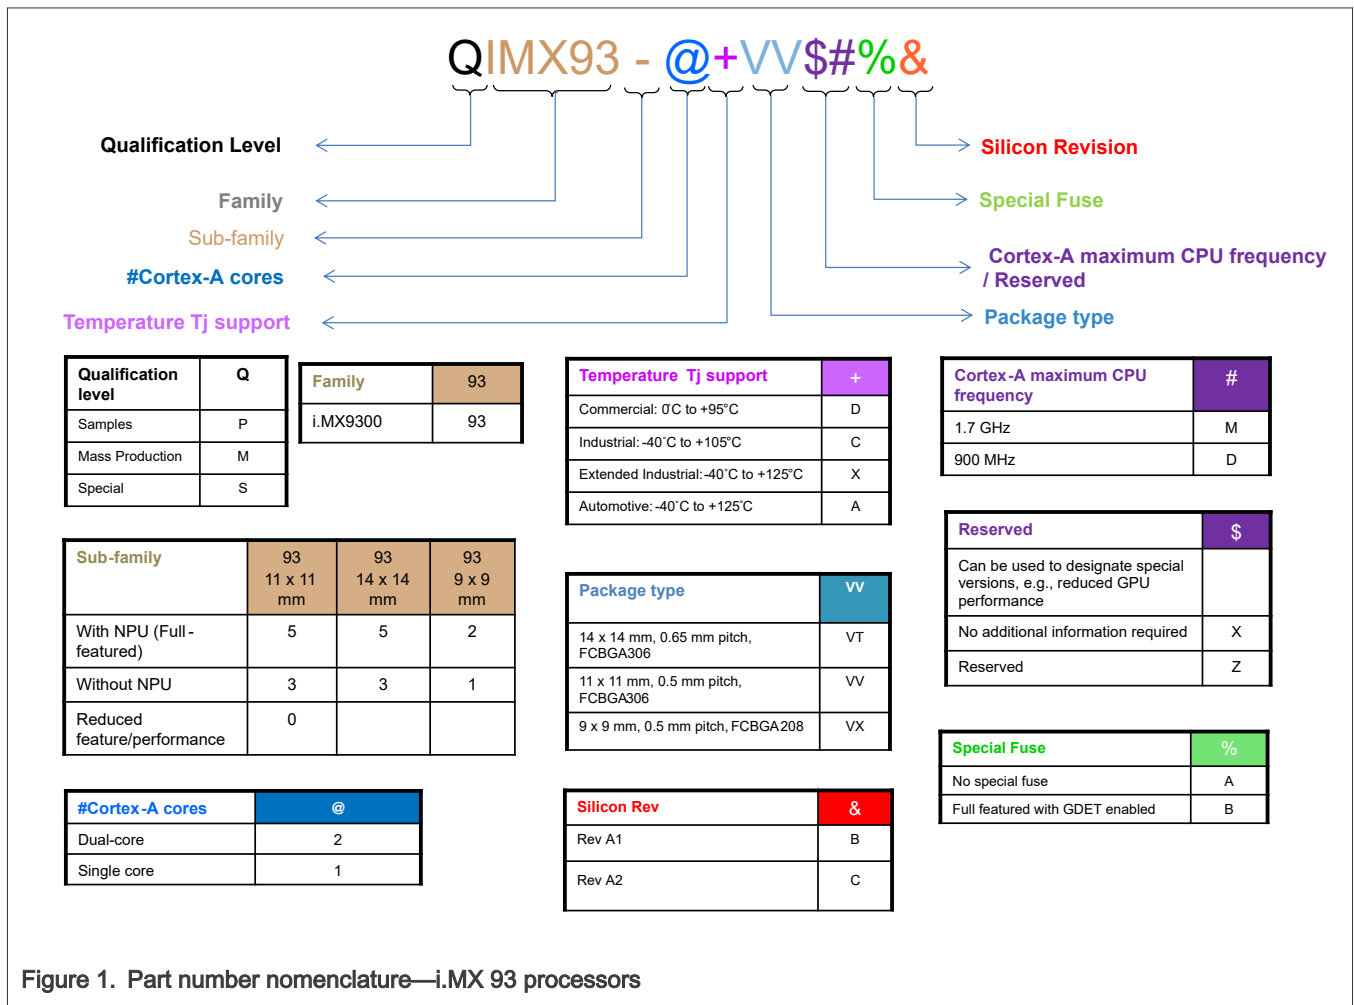 QIMX93 - @+VV$#%&
Qualification Level
Silicon Revision
Family
Special Fuse
Sub-family
#Cortex-A cores
Cortex-A maximum CPU frequency
/ Reserved
Temperature Tj support
Package type
Qualification level Q
Samples P
Mass Production M
Special S
Family 93
i.MX9300 93
Temperature Tj support +
Commercial: 0°C to +95°C D
Industrial: -40°C to +105°C C
Extended Industrial: -40°C to +125°C X
Automotive: -40°C to +125°C A
Cortex-A maximum CPU frequency #
1.7 GHz M
900 MHz D
Sub-family 93 11 x 11 mm 93 14 x 14 mm 93 9 x 9 mm
With NPU (Full-featured) 5 5 2
Without NPU 3 3 1
Reduced feature/performance 0
Package type VV
14 x 14 mm, 0.65 mm pitch, FCBGA306 VT
11 x 11 mm, 0.5 mm pitch, FCBGA306 VV
9 x 9 mm, 0.5 mm pitch, FCBGA208 VX
Reserved $
Can be used to designate special versions, e.g., reduced GPU performance
No additional information required X
Reserved Z
#Cortex-A cores @
Dual-core 2
Single core 1
Silicon Rev &
Rev A1 B
Rev A2 C
Special Fuse %
No special fuse A
Full featured with GDET enabled B
Figure 1. Part number nomenclature—i.MX 93 processors